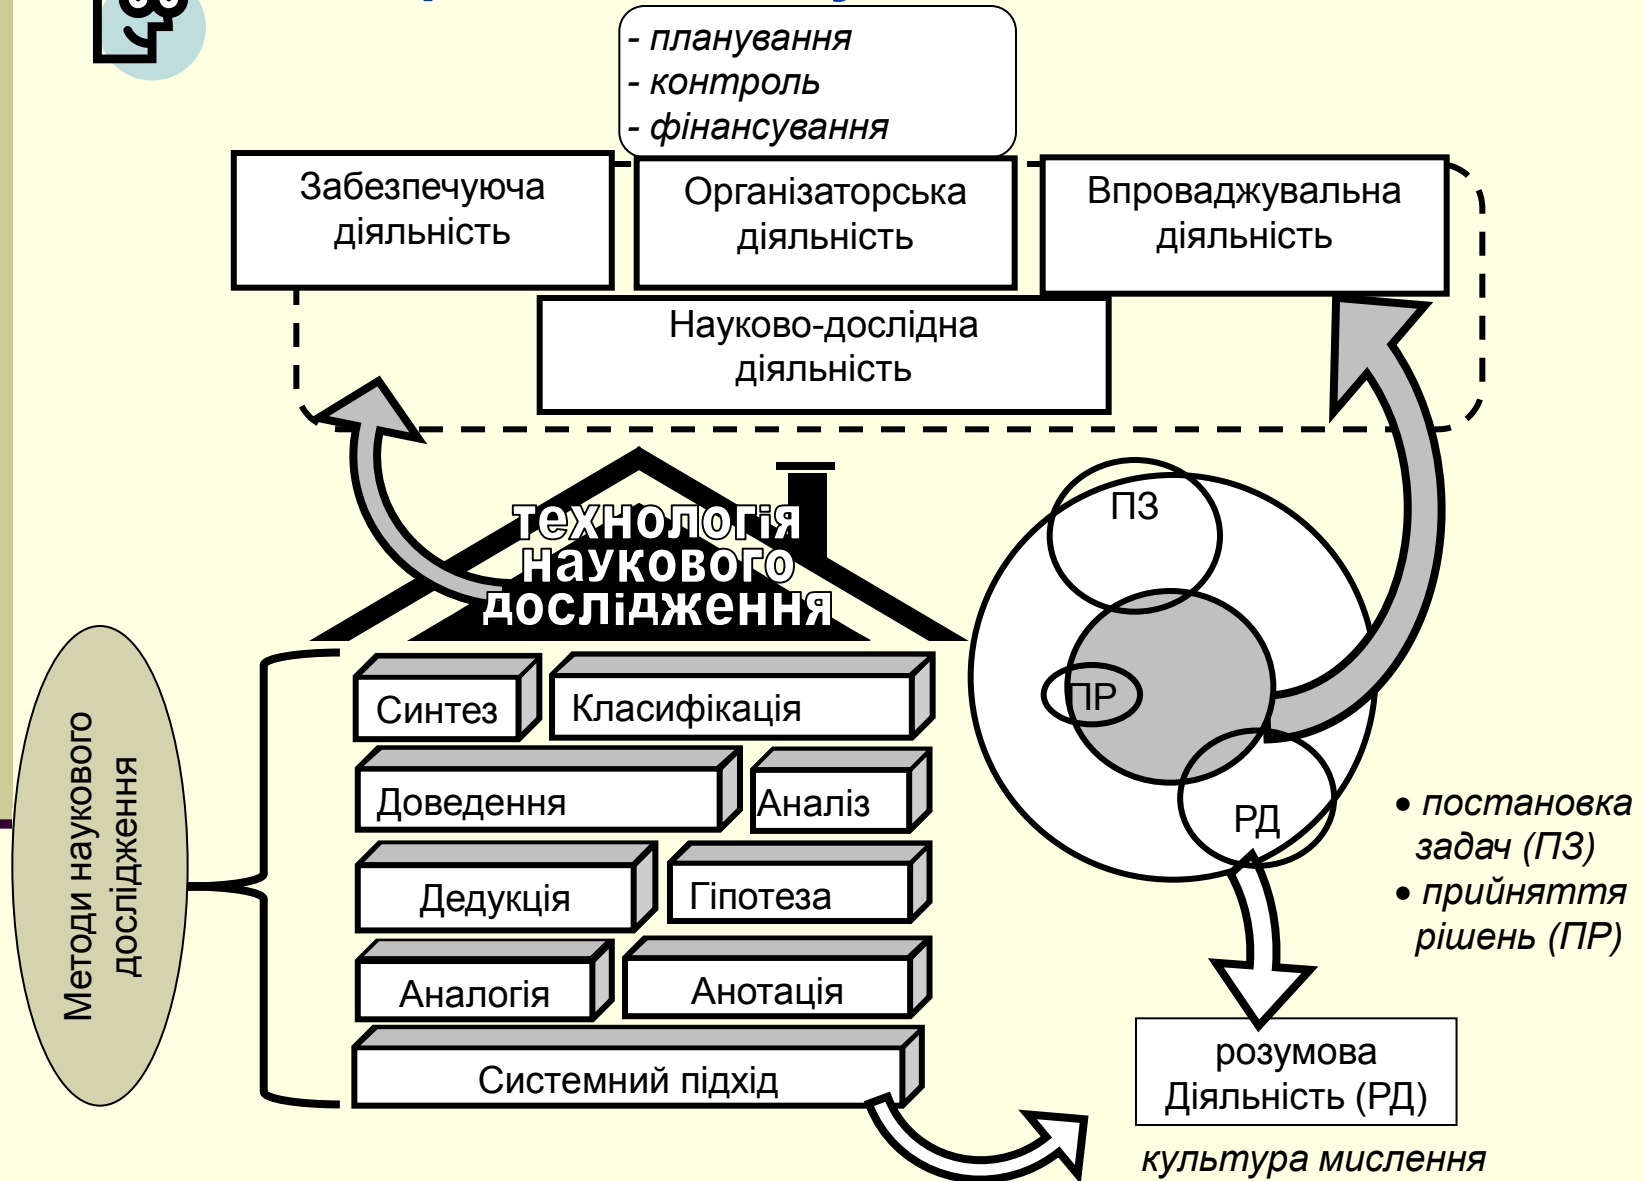 - планування
- контроль
- фінансування
Забезпечуюча
діяльність
Організаторська
діяльність
Впроваджувальна
діяльність
Науково-дослідна
діяльність
технологія
наукового
дослідження
ПЗ
ПР
РД
Методи наукового
дослідження
Синтез
Класифікація
Доведення
Аналіз
Дедукція
Гіпотеза
Аналогія
Анотація
Системний підхід
• постановка
задач (ПЗ)
• прийняття
рішень (ПР)
розумова
Діяльність (РД)
культура мислення